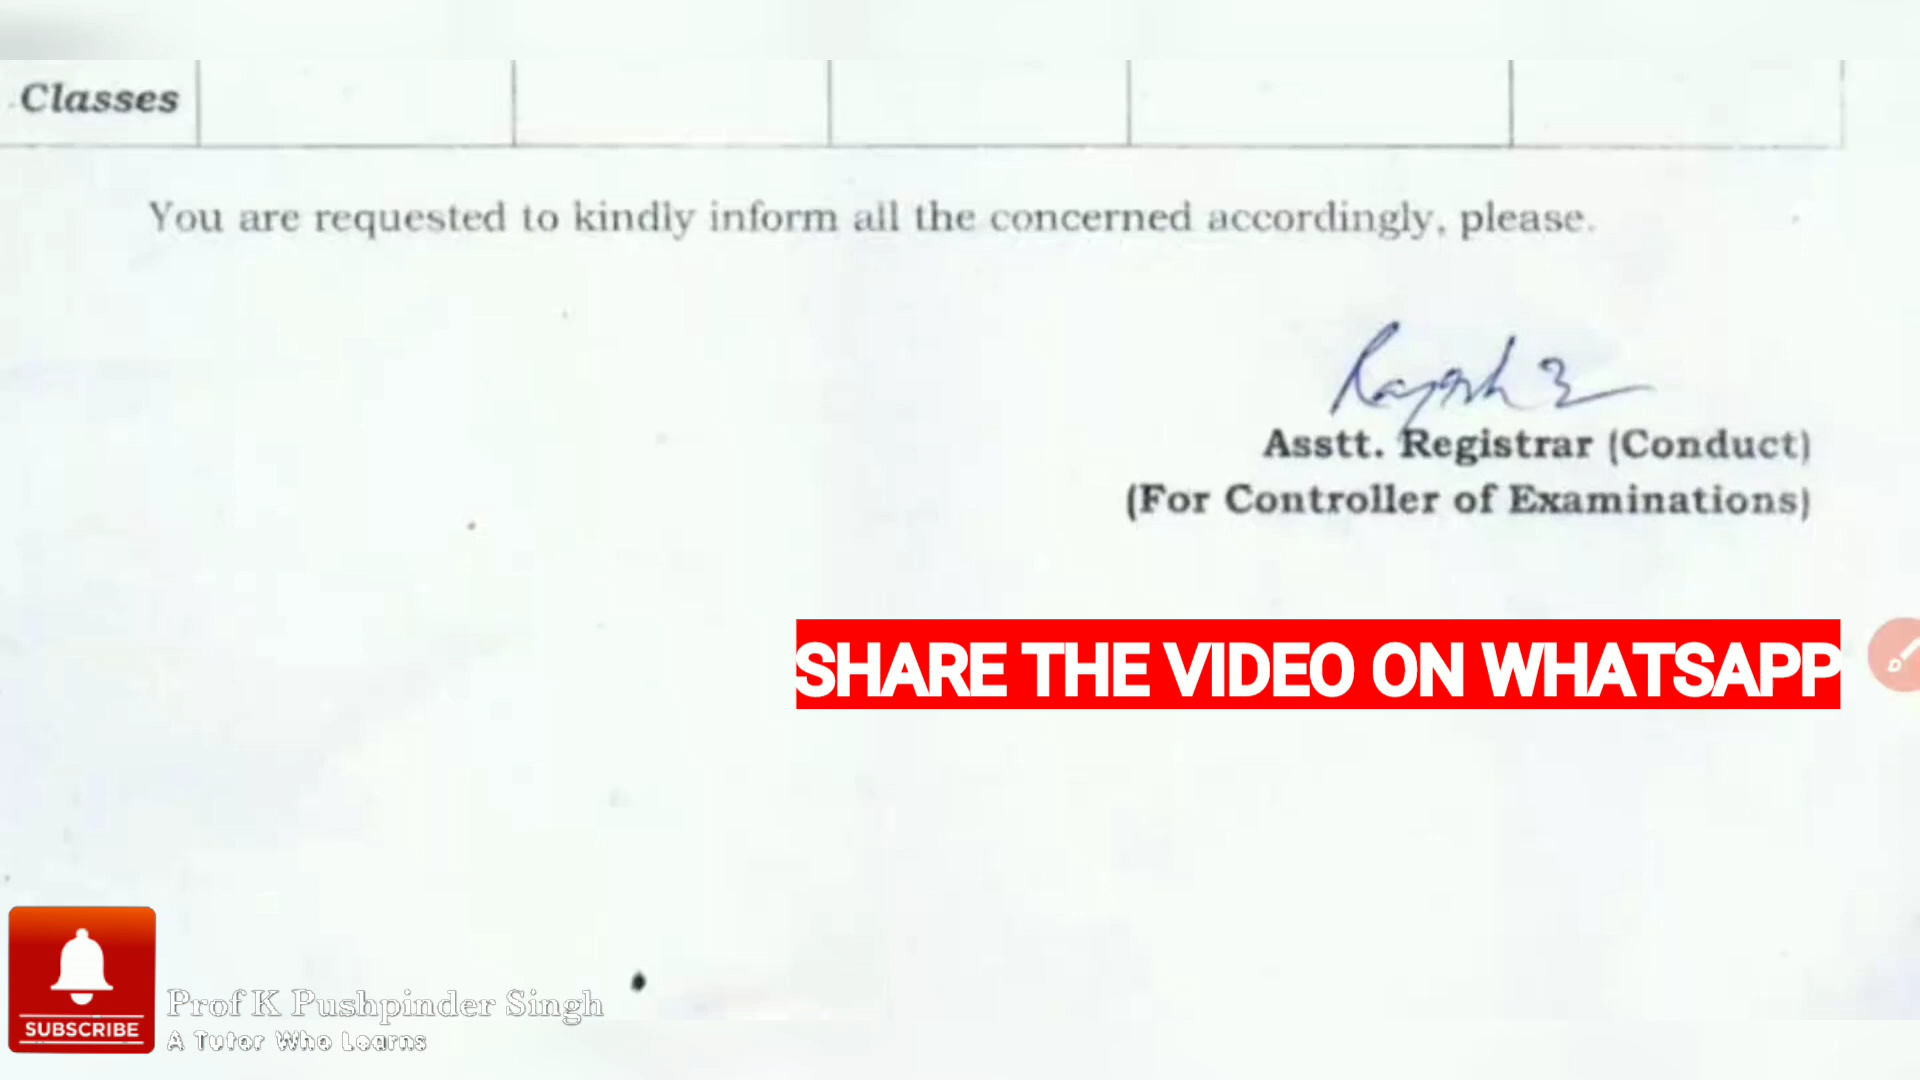 Classes
You are requested to kindly inform all the concerned accordingly, please.
Asstt. Registrar (Conduct)
(For Controller of Examinations)
SHARE THE VIDEO ON WHATSAPP
SUBSCRIBE
Prof K Pushpinder Singh
A Tutor Who Learns